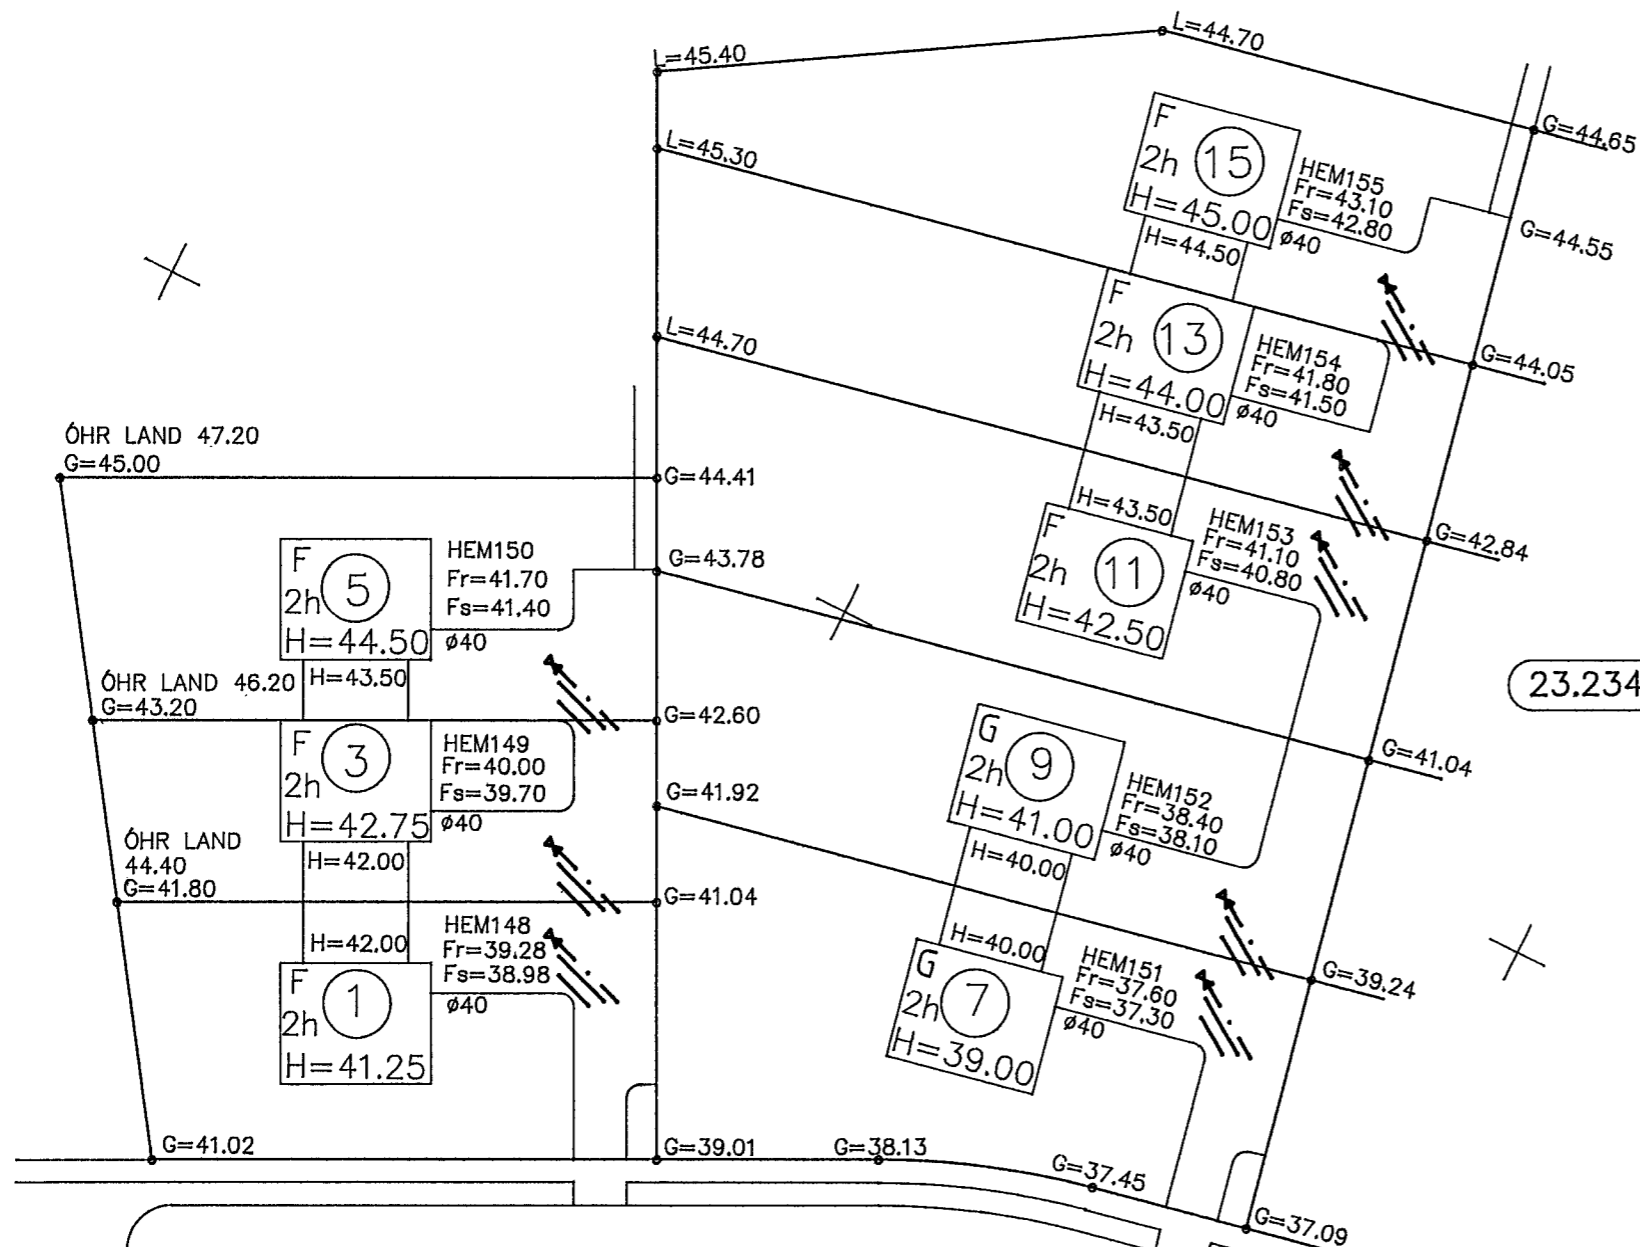 L=44.70
L=45.40
G=44.65
L=45.30
F
15
2h
H=45.00
HEM155
Fr=43.10
Fs=42.80
ø40
H=44.50
G=44.55
F
13
2h
H=44.00
HEM154
Fr=41.80
Fs=41.50
ø40
H=43.50
G=44.05
L=44.70
ÓHR LAND 47.20
G=45.00
G=44.41
H=43.50
F
11
2h
H=42.50
HEM153
Fr=41.10
Fs=40.80
ø40
G=42.84
G=43.78
F
5
2h
H=44.50
HEM150
Fr=41.70
Fs=41.40
ø40
H=43.50
23.234
ÓHR LAND 46.20
G=43.20
G=42.60
F
3
2h
H=42.75
HEM149
Fr=40.00
Fs=39.70
ø40
H=42.00
G=41.92
G
9
2h
H=41.00
HEM152
Fr=38.40
Fs=38.10
ø40
H=40.00
G=41.04
ÓHR LAND
44.40
G=41.80
G=41.04
H=42.00
F
1
2h
H=41.25
HEM148
Fr=39.28
Fs=38.98
ø40
H=40.00
G
7
2h
H=39.00
HEM151
Fr=37.60
Fs=37.30
ø40
G=39.24
G=41.02
G=39.01
G=38.13
G=37.45
G=37.09